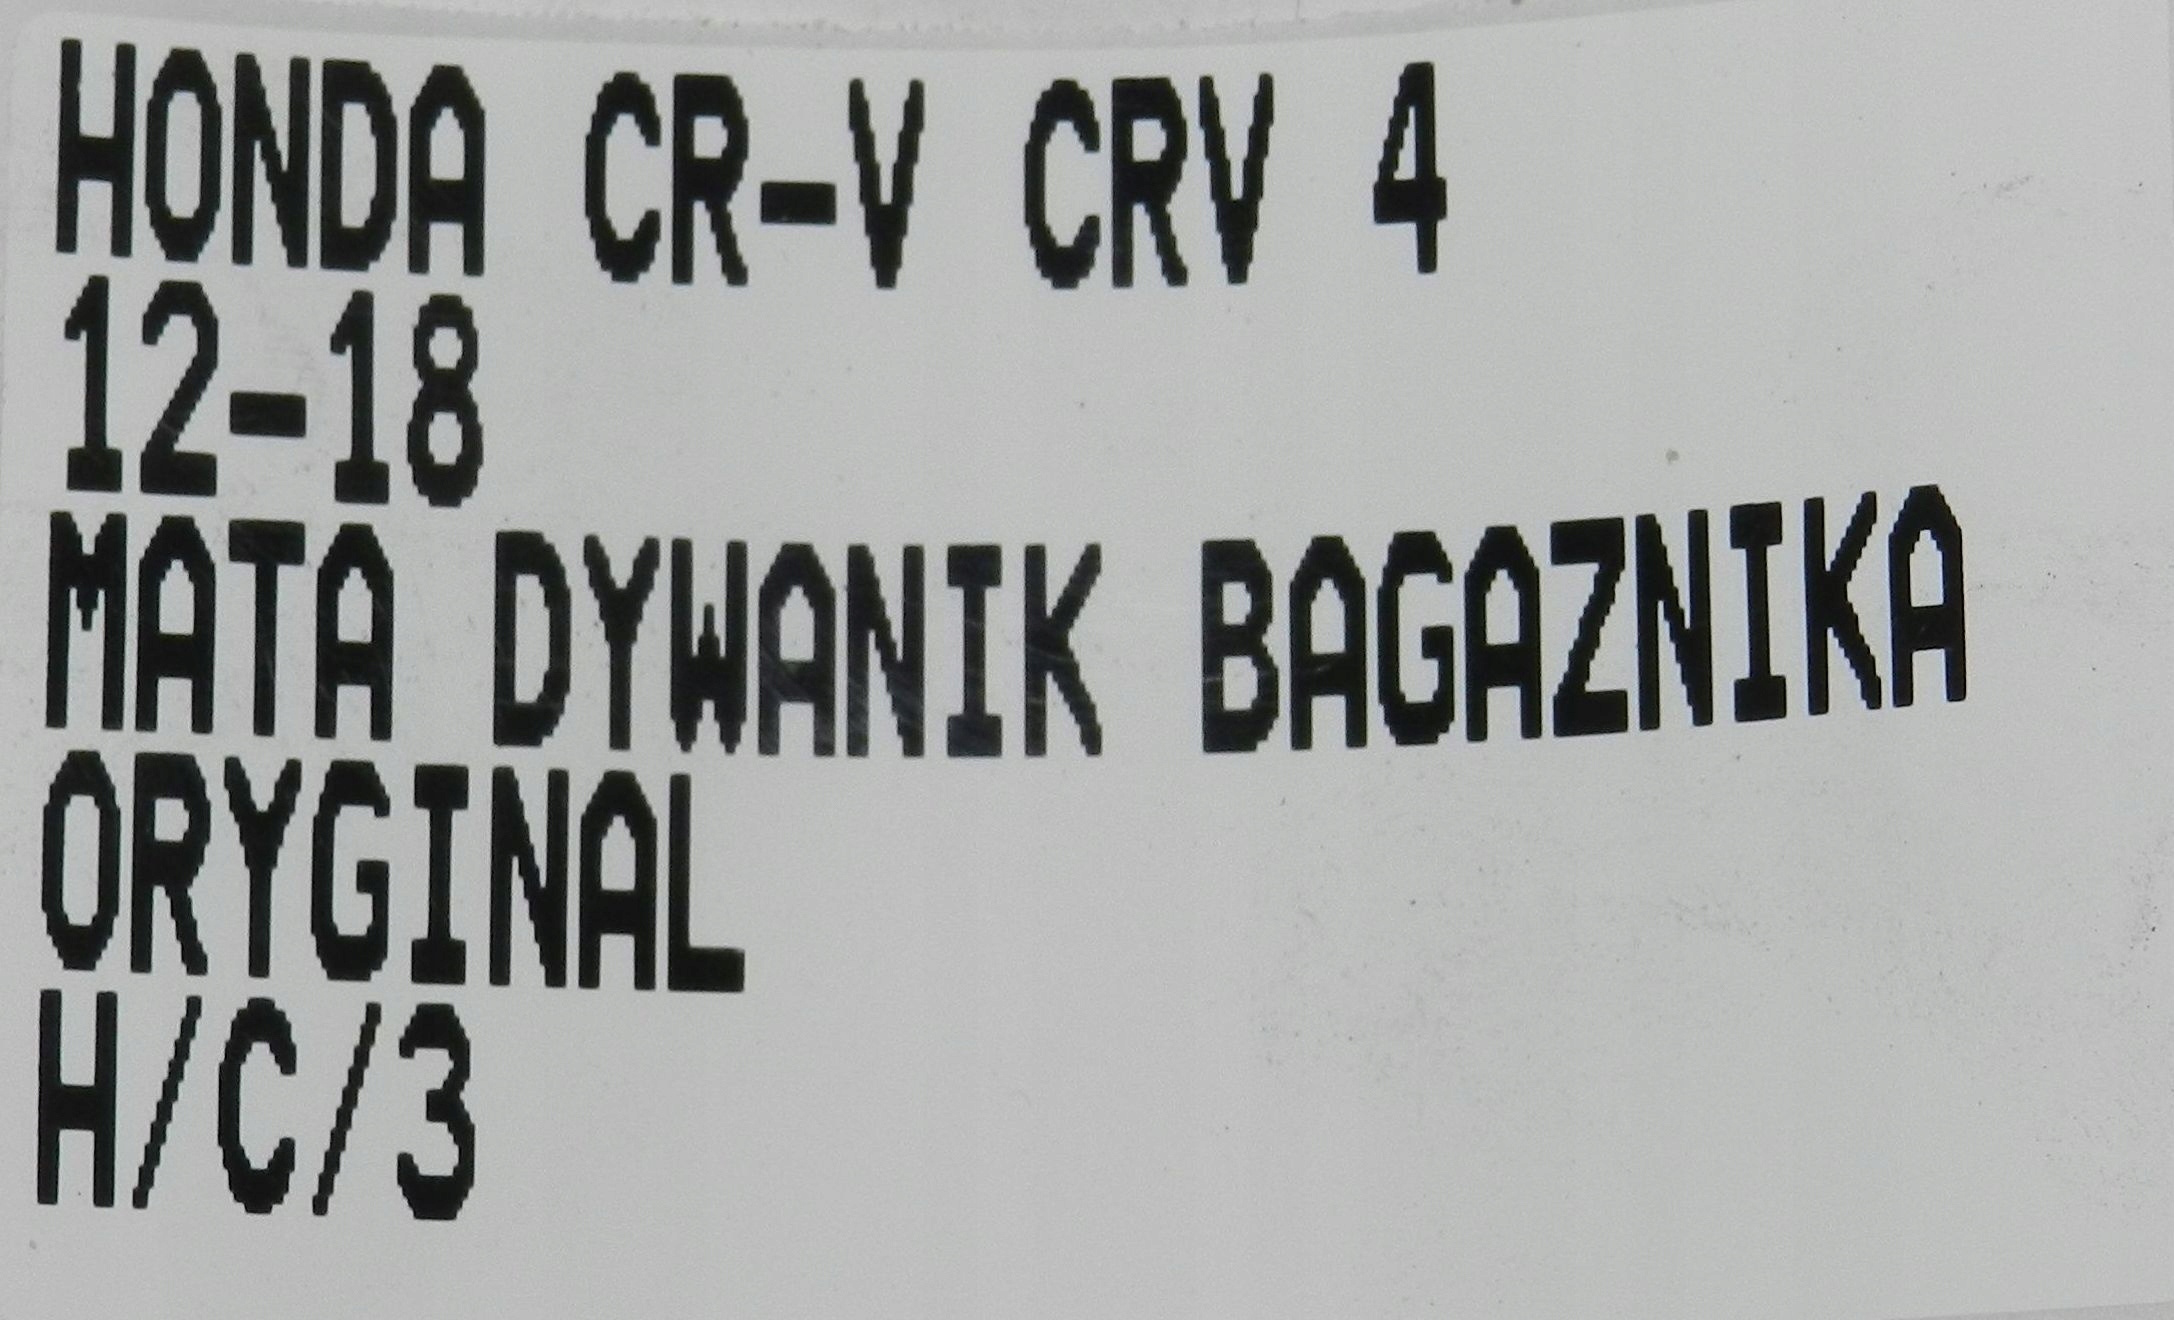 HONDA CR-V CRV 4
12-18
MATA DYWANIK BAGAZNIKA
ORYGINAL
H/C/3